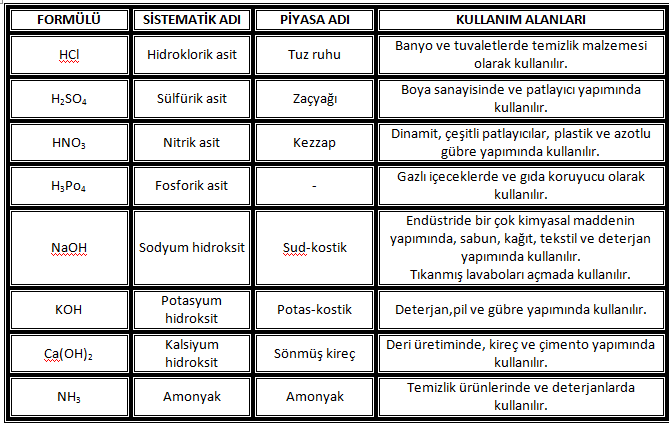 FORMÜLÜ SİSTEMATİK ADI PİYASA ADI KULLANIM ALANLARI
HCl Hidroklorik asit Tuz ruhu Banyo ve tuvaletlerde temizlik malzemesi
olarak kullanılır.
H₂SO₄ Sülfürik asit Zaçyağı Boya sanayisinde ve patlayıcı yapımında
kullanılır.
HNO₃ Nitrik asit Kezzap Dinamit, çeşitli patlayıcılar, plastik ve azotlu
gübre yapımında kullanılır.
H₃Po₄ Fosforik asit - Gazlı içeceklerde ve gıda koruyucu olarak
kullanılır.
NaOH Sodyum hidroksit Sud-kostik Endüstride bir çok kimyasal maddenin
yapımında, sabun, kağıt, tekstil ve deterjan
yapımında kullanılır.
Tıkanmış lavaboları açmada kullanılır.
KOH Potasyum
hidroksit Potas-kostik Deterjan,pil ve gübre yapımında kullanılır.
Ca(OH)₂ Kalsiyum
hidroksit Sönmüş kireç Deri üretiminde, kireç ve çimento yapımında
kullanılır.
NH₃ Amonyak Amonyak Temizlik ürünlerinde ve deterjanlarda
kullanılır.